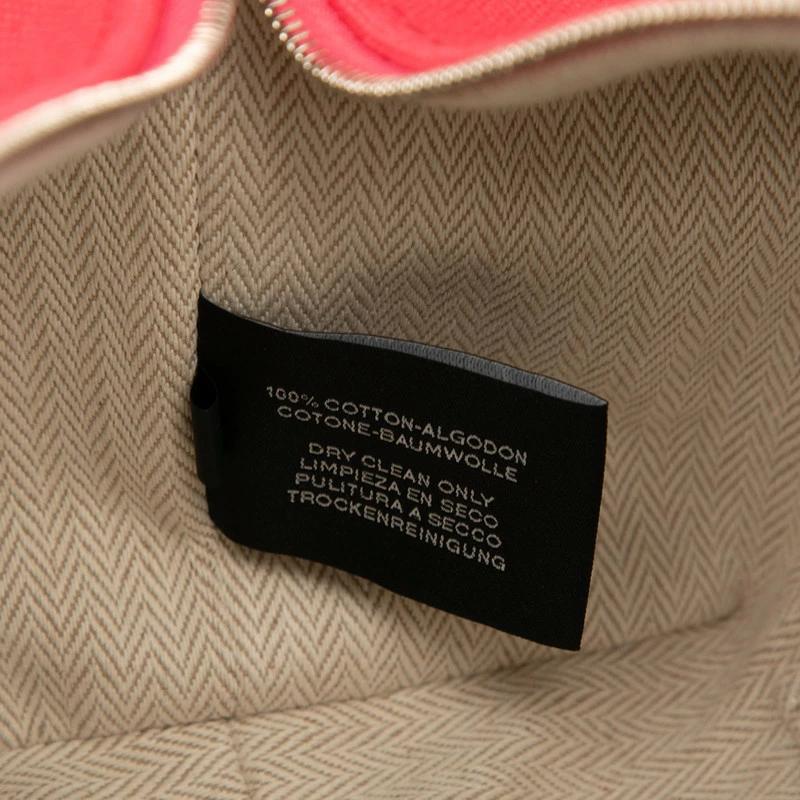 100% COTTON-ALGODON
COTONE-BAUMWOLLE
DRY CLEAN ONLY
LIMPIEZA EN SECO
PULITURA A SECCO
TROCKENREINIGUNG